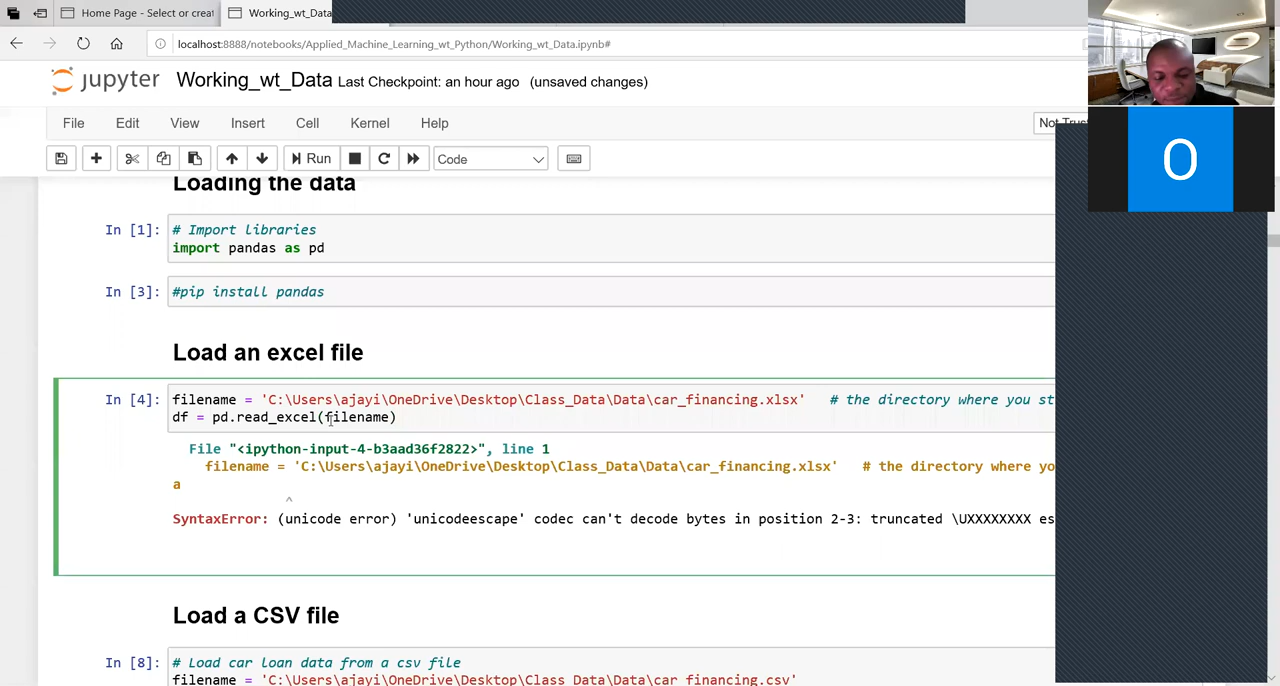 Home Page - Select or creat
Working_wt_Data
localhost:8888/notebooks/Applied_Machine_Learning_wt_Python/Working_wt_Data.ipynb#
jupyter Working_wt_Data Last Checkpoint: an hour ago (unsaved changes)
File Edit View Insert Cell Kernel Help
Not Trus
Run
Code
O
Loading the data
In [1]: # Import libraries
import pandas as pd
In [3]: #pip install pandas
Load an excel file
In [4]: filename = 'C:\Users\ajayi\OneDrive\Desktop\Class_Data\Data\car_financing.xlsx' # the directory where you st
df = pd.read_excel(filename)
File "<ipython-input-4-b3aad36f2822>", line 1
filename = 'C:\Users\ajayi\OneDrive\Desktop\Class_Data\Data\car_financing.xlsx' # the directory where yo
a
^
SyntaxError: (unicode error) 'unicodeescape' codec can't decode bytes in position 2-3: truncated \UXXXXXXXX es
Load a CSV file
In [8]: # Load car loan data from a csv file
filename = 'C:\Users\ajayi\OneDrive\Desktop\Class_Data\Data\car_financing.csv'